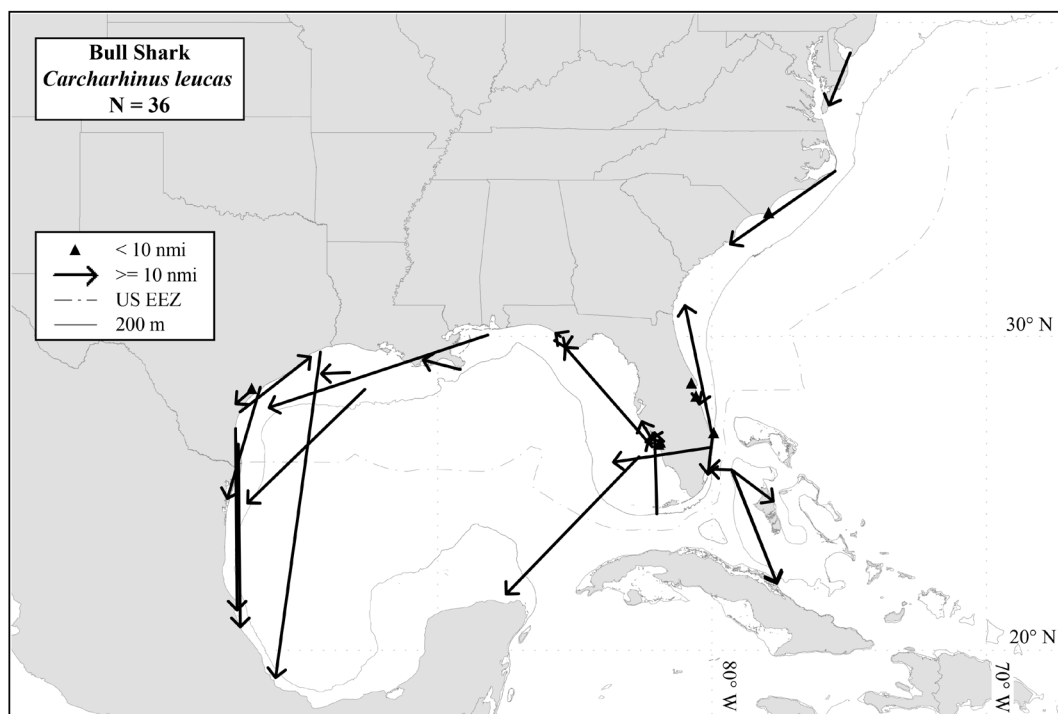 Bull Shark
Carcharhinus leucas
N = 36
< 10 nmi
>= 10 nmi
US EEZ
200 m
30° N
20° N
80° W
70° W